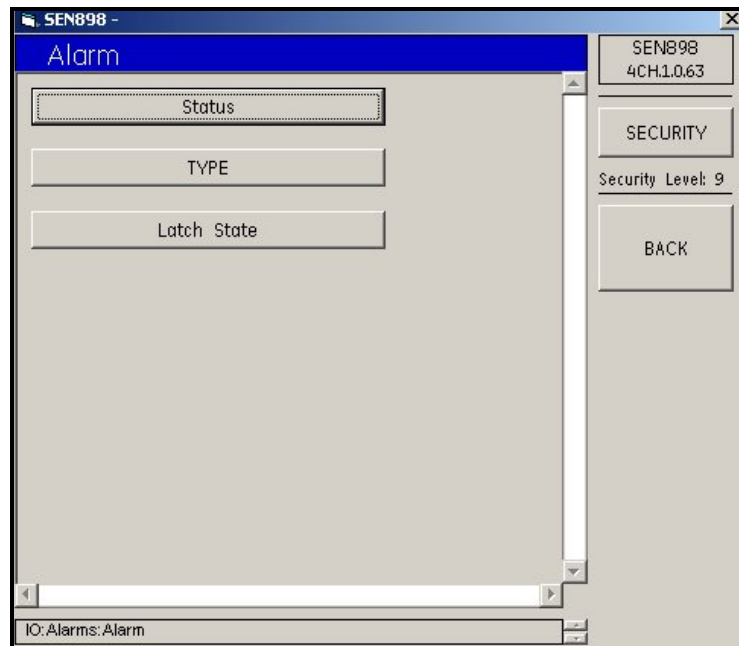 SEN898 -
Alarm
Status
TYPE
Latch State
SEN898
4CH.1.0.63
SECURITY
Security Level: 9
BACK
IO:Alarms:Alarm